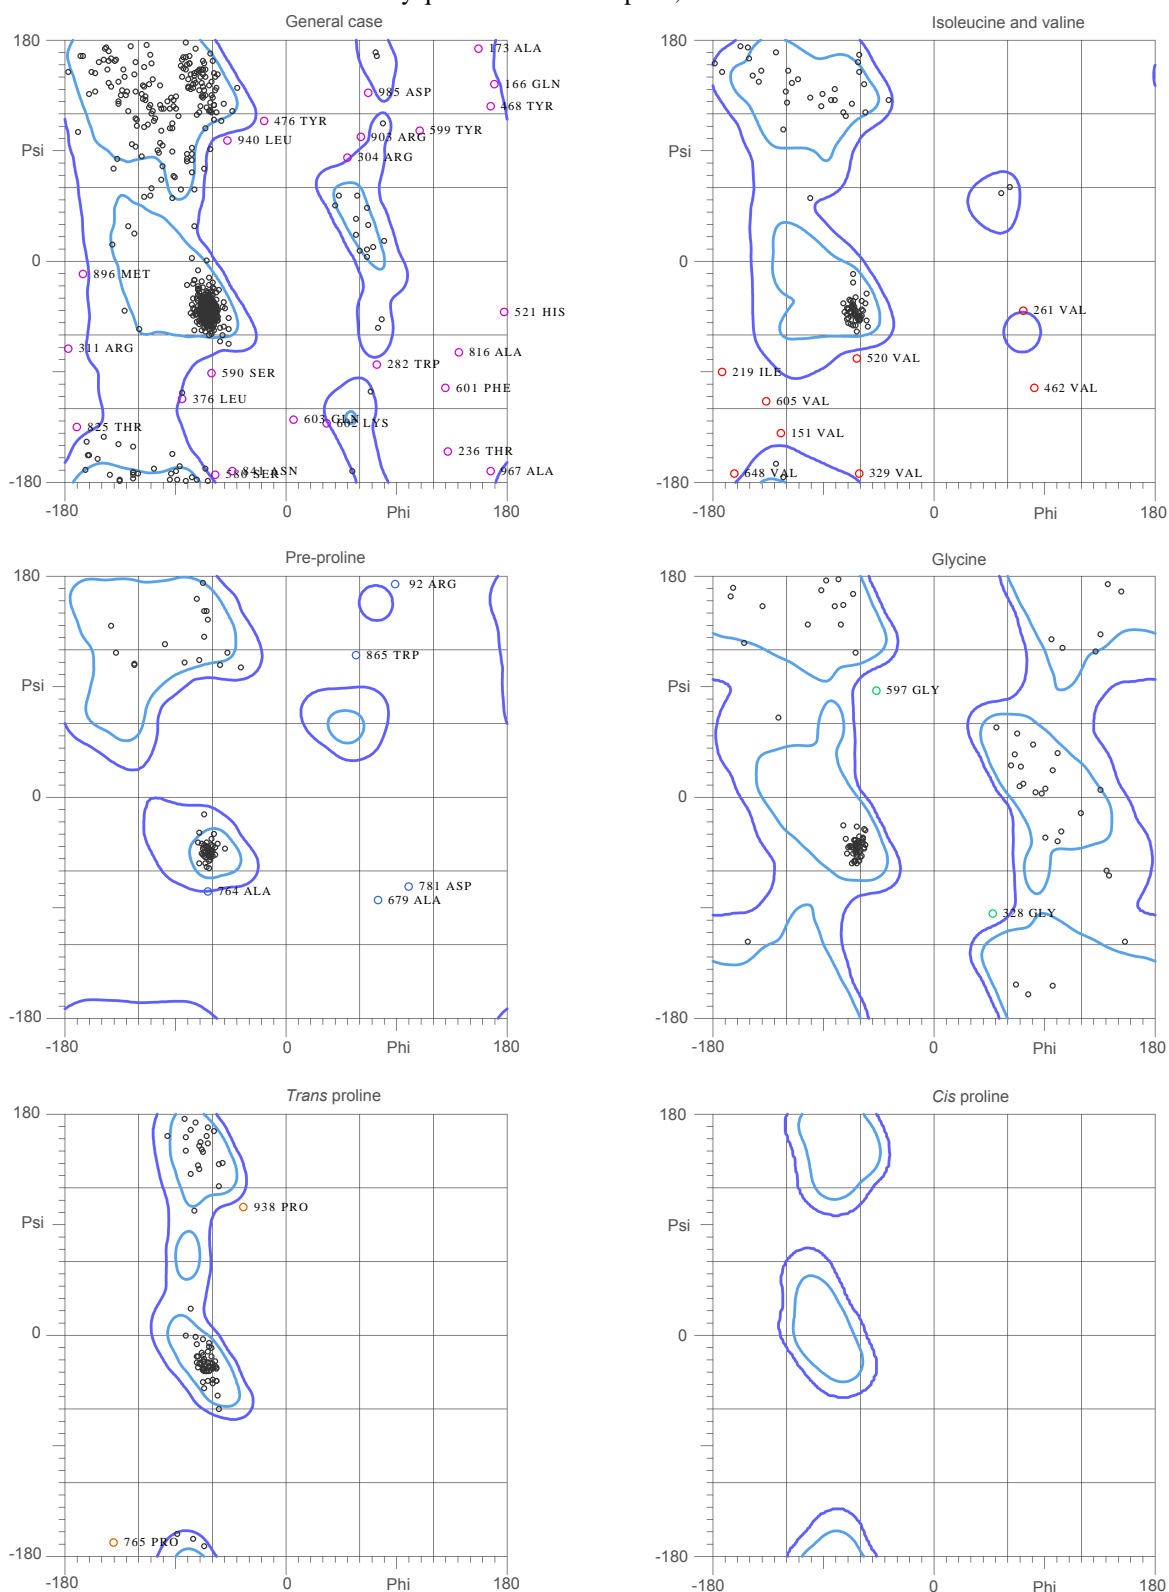 General case
180
Psi
0
-180
-180
0
Phi
180
173 ALA
166 GLN
985 ASP
468 TYR
476 TYR
599 TYR
940 LEU
903 ARG
304 ARG
896 MET
521 HIS
311 ARG
816 ALA
282 TRP
590 SER
601 PHE
376 LEU
603 GLN
602 LYS
825 THR
236 THR
841 ASN
967 ALA
580 SER
Isoleucine and valine
180
Psi
0
-180
-180
0
Phi
180
261 VAL
520 VAL
219 ILE
462 VAL
605 VAL
151 VAL
648 VAL
329 VAL
Pre-proline
180
Psi
0
-180
-180
0
Phi
180
92 ARG
865 TRP
764 ALA
781 ASP
679 ALA
Glycine
180
Psi
0
-180
-180
0
Phi
180
597 GLY
328 GLY
Trans proline
180
Psi
0
-180
-180
0
Phi
180
938 PRO
765 PRO
Cis proline
180
Psi
0
-180
-180
0
Phi
180